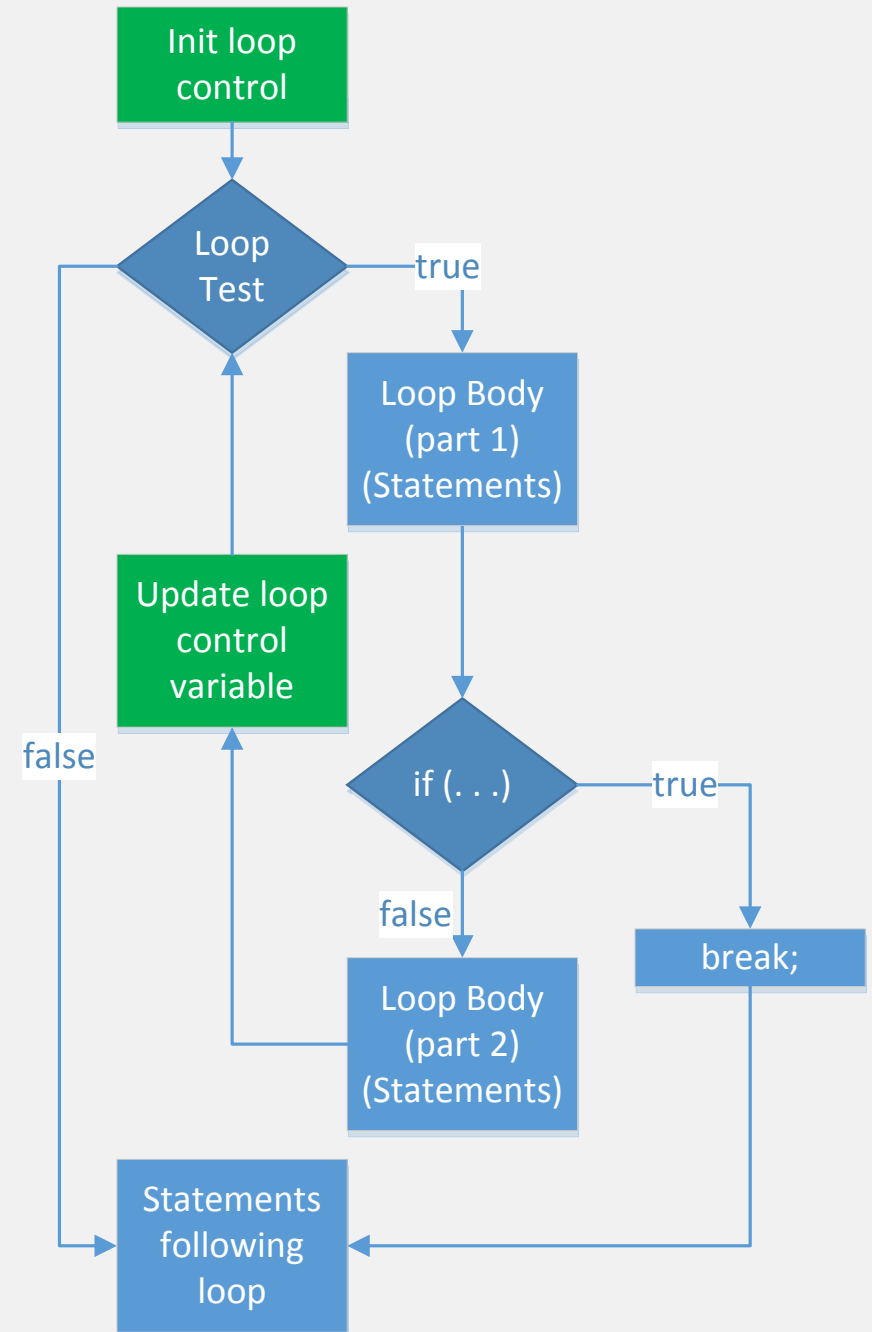 Init loop
control
Loop
Test
true
Loop Body
(part 1)
(Statements)
Update loop
control
variable
false
if (. . .)
true
false
break;
Loop Body
(part 2)
(Statements)
Statements
following
loop